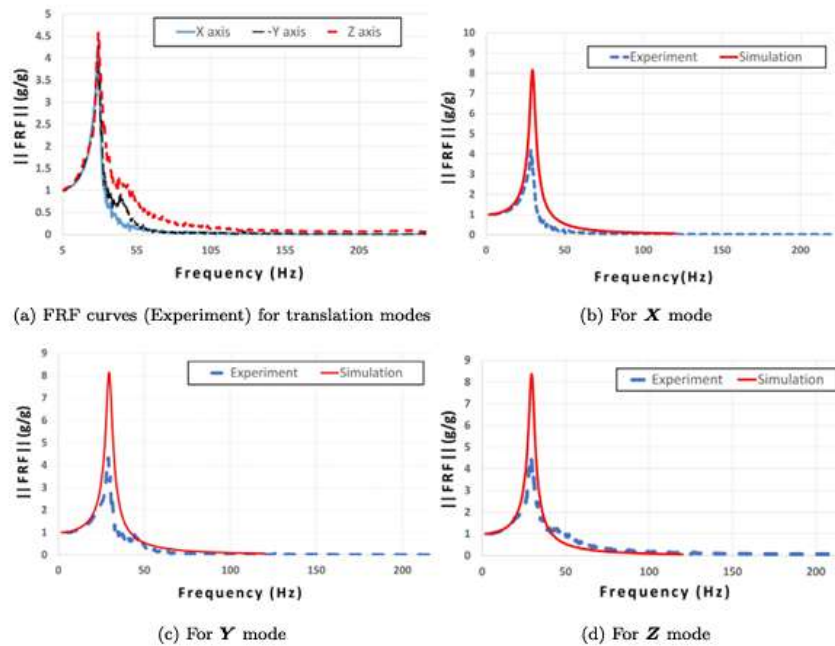 5
4.5
4
3.5
3
2.5
2
1.5
1
0.5
0
|| FRF || (g/g)
X axis Y axis Z axis
5 55 105 155 205
Frequency (Hz)
(a) FRF curves (Experiment) for translation modes
10
9
8
7
6
5
4
3
2
1
0
|| FRF || (g/g)
Experiment Simulation
0 50 100 150 200
Frequency(Hz)
(b) For X mode
9
8
7
6
5
4
3
2
1
0
|| FRF || (g/g)
Experiment Simulation
0 50 100 150 200
Frequency (Hz)
(c) For Y mode
9
8
7
6
5
4
3
2
1
0
|| FRF || (g/g)
Experiment Simulation
0 50 100 150 200
Frequency (Hz)
(d) For Z mode